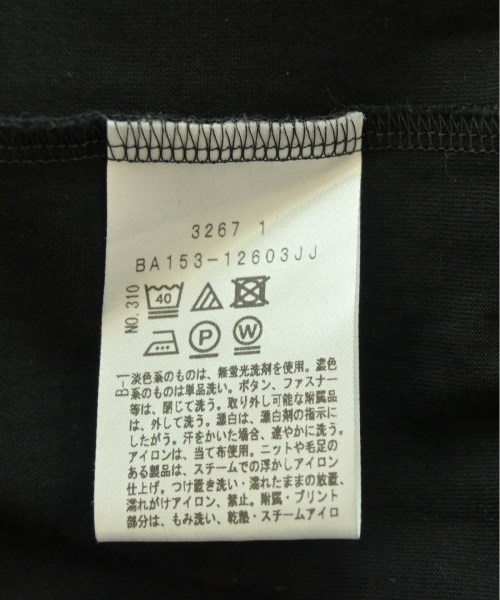 3267 1
BA153-12603JJ
NO.310
40
P
W
B-1
淡色系のものは、無蛍光洗剤を使用。濃色
系のものは単品洗い。ボタン、ファスナー
等は、閉じて洗う。取り外し可能な附属品
は、外して洗う。漂白は、漂白剤の指示に
したがう。汗をかいた場合、速やかに洗う。
アイロンは、当て布使用。ニットや毛足の
ある製品は、スチームでの浮かしアイロン
仕上げ。つけ置き洗い・濡れたままの放置、
濡れがけアイロン、禁止。附属・プリント
部分は、もみ洗い、乾塾・スチームアイロ